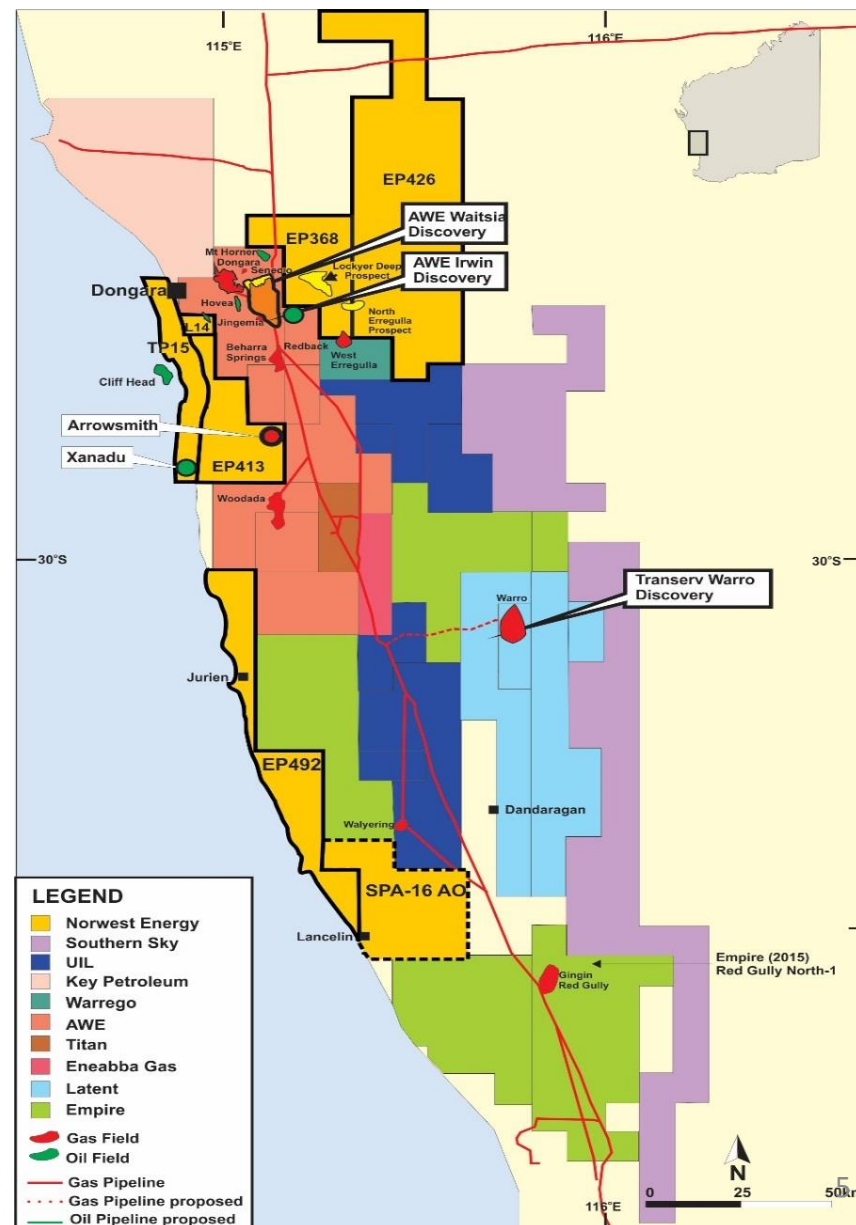 115°E
116°E
EP426
AWE Waitsia
Discovery
EP368
Mt Horner
Dongara
Senecio
Lockyer Deep
Prospect
AWE Irwin
Discovery
Dongara
Hovea
Jingemia
L14
TP15
North
Erregulla
Prospect
Redback
Beharra
Springs
West
Erregulla
Cliff Head
Arrowsmith
Xanadu
EP413
Woodada
30°S
30°S
Transerv Warro
Discovery
Warro
Jurien
EP492
Dandaragan
Walyering
SPA-16 AO
Lancelin
Empire (2015)
Red Gully North-1
Gingin
Red Gully
LEGEND
Norwest Energy
Southern Sky
UIL
Key Petroleum
Warrego
AWE
Titan
Eneabba Gas
Latent
Empire
Gas Field
Oil Field
Gas Pipeline
Gas Pipeline proposed
Oil Pipeline proposed
N
0 25 50km
116°E
5